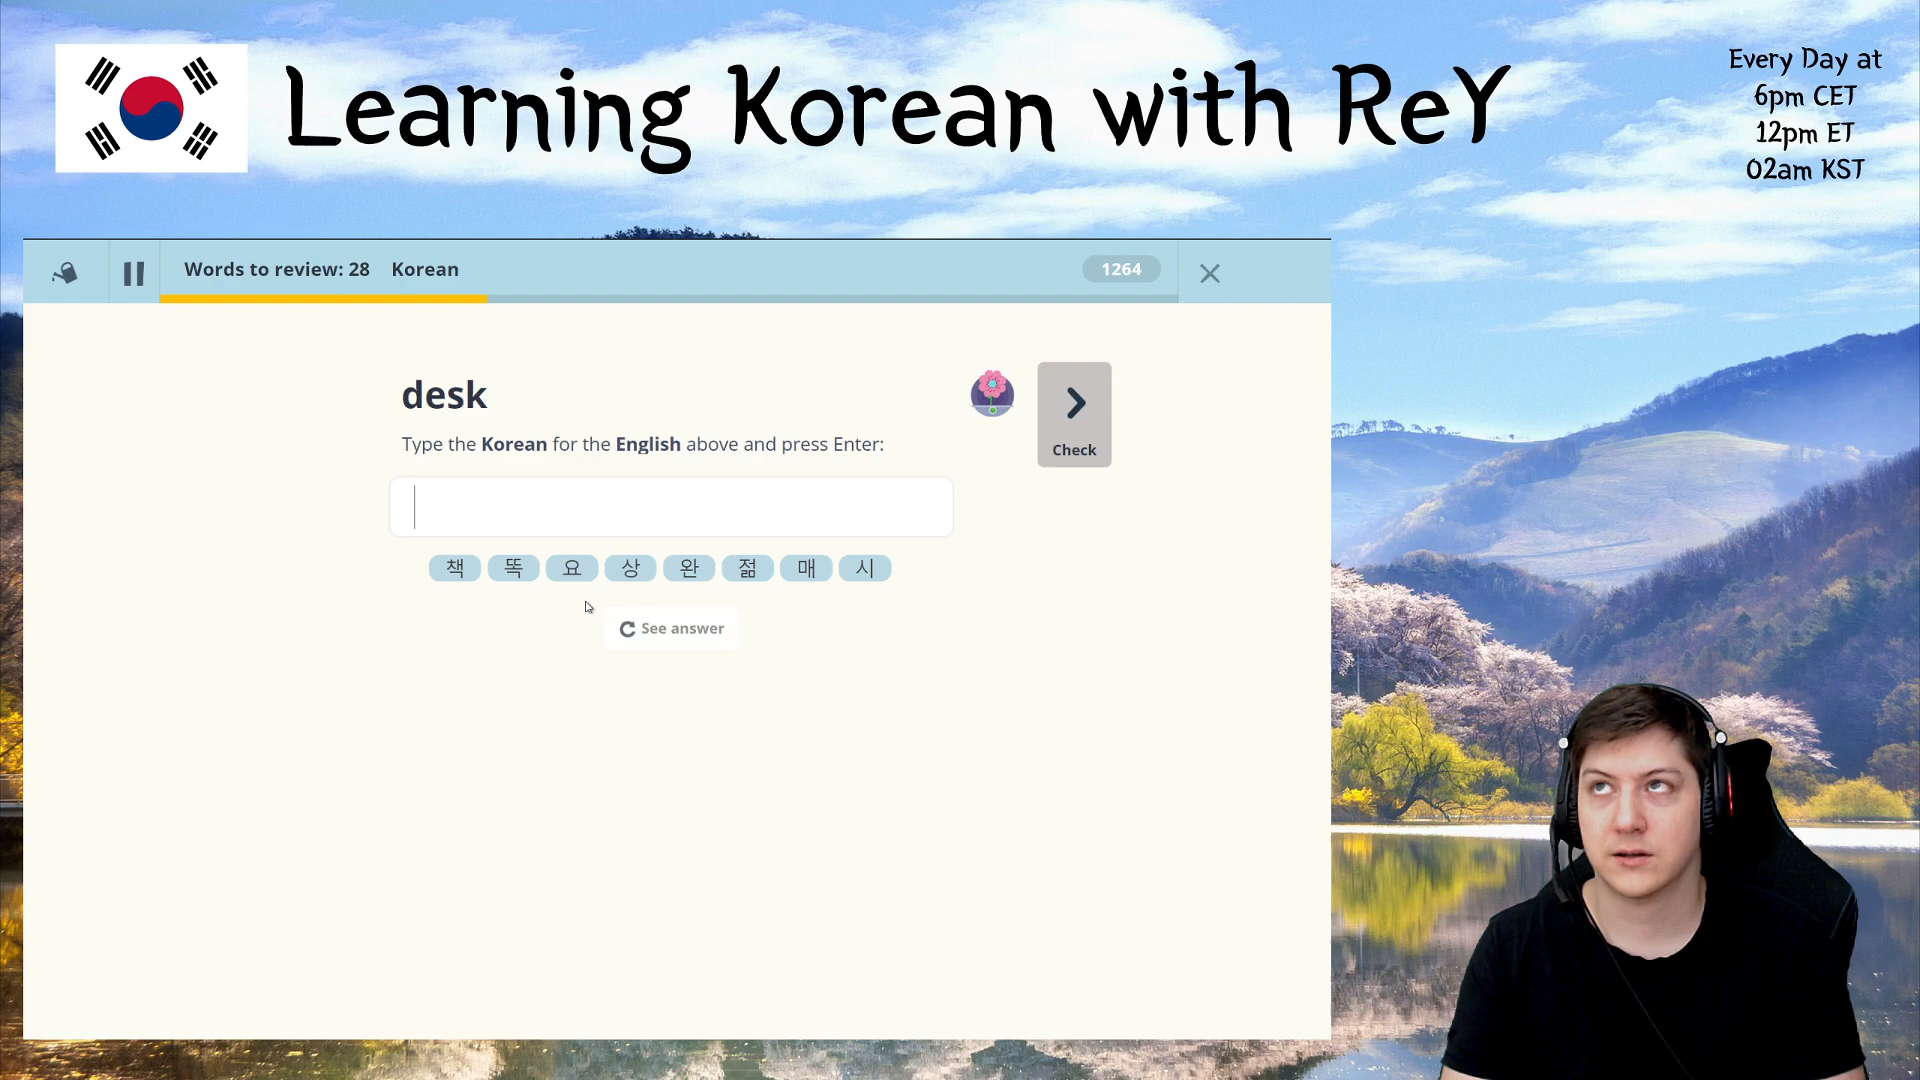 Learning Korean with ReY
Every Day at
6pm CET
12pm ET
02am KST
Words to review: 28 Korean
1264
desk
Type the Korean for the English above and press Enter:
Check
책 똑 요 상 완 젊 매 시
See answer